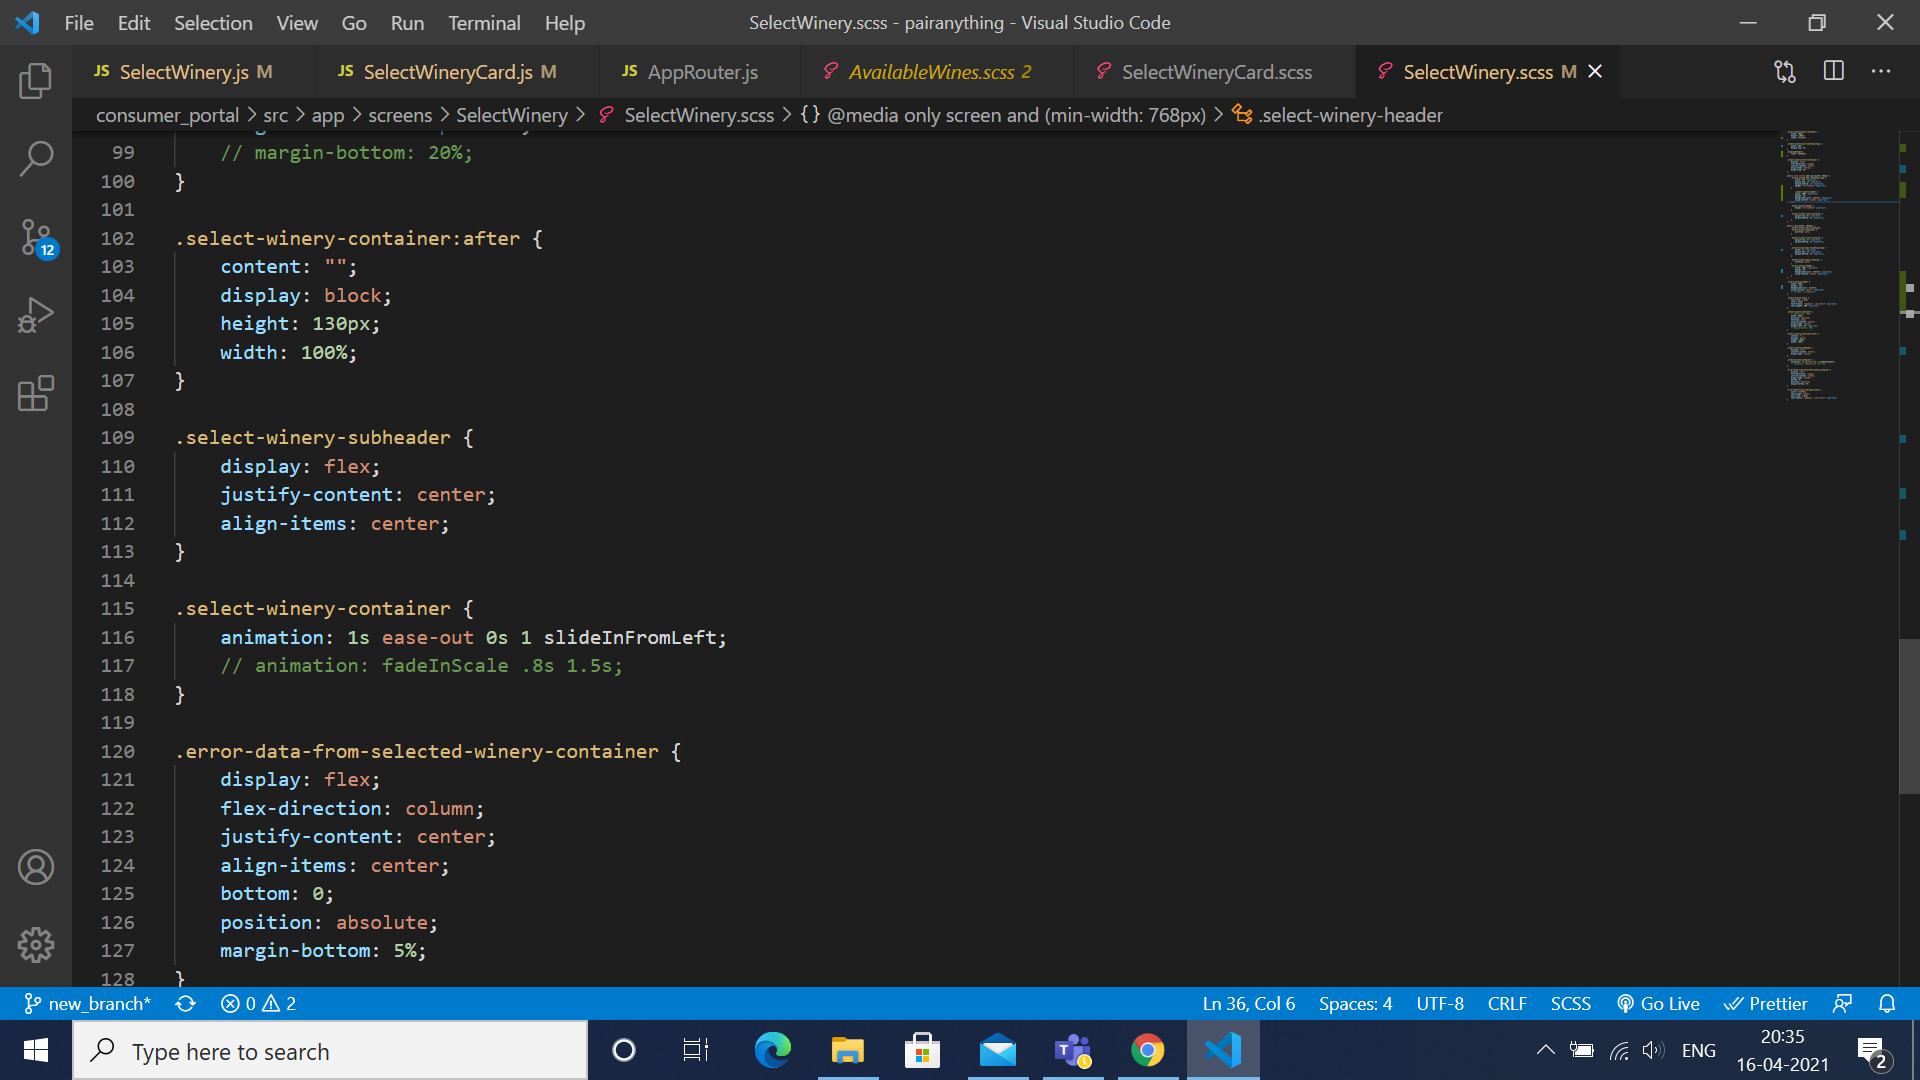 File Edit Selection View Go Run Terminal Help SelectWinery.scss - pairanything - Visual Studio Code
JS SelectWinery.js M JS SelectWineryCard.js M JS AppRouter.js AvailableWines.scss 2 SelectWineryCard.scss SelectWinery.scss M
consumer_portal > src > app > screens > SelectWinery > SelectWinery.scss > {} @media only screen and (min-width: 768px) > .select-winery-header
99 // margin-bottom: 20%;
100 }
101
102 .select-winery-container:after {
103 content: "";
104 display: block;
105 height: 130px;
106 width: 100%;
107 }
108
109 .select-winery-subheader {
110 display: flex;
111 justify-content: center;
112 align-items: center;
113 }
114
115 .select-winery-container {
116 animation: 1s ease-out 0s 1 slideInFromLeft;
117 // animation: fadeInScale .8s 1.5s;
118 }
119
120 .error-data-from-selected-winery-container {
121 display: flex;
122 flex-direction: column;
123 justify-content: center;
124 align-items: center;
125 bottom: 0;
126 position: absolute;
127 margin-bottom: 5%;
128 }
12
new_branch* 0 2 Ln 36, Col 6 Spaces: 4 UTF-8 CRLF SCSS Go Live Prettier
Type here to search
ENG
20:35
16-04-2021
2